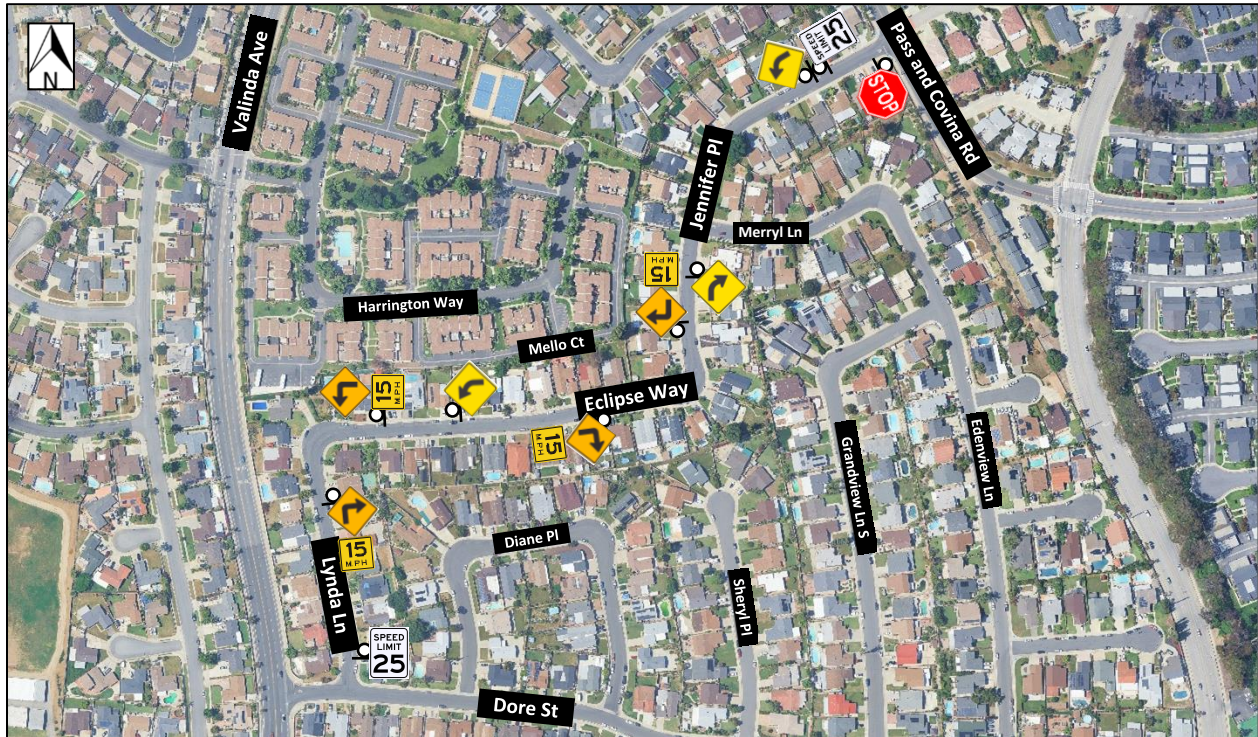 N
Valinda Ave
SPEED
LIMIT
25
Pass and Covina Rd
STOP
Jennifer Pl
Merryl Ln
15
MPH
Harrington Way
Mello Ct
15
MPH
Eclipse Way
15
MPH
Grandview Ln S
Edenview Ln
Diane Pl
15
MPH
Lynda Ln
Sheryl Pl
SPEED
LIMIT
25
Dore St